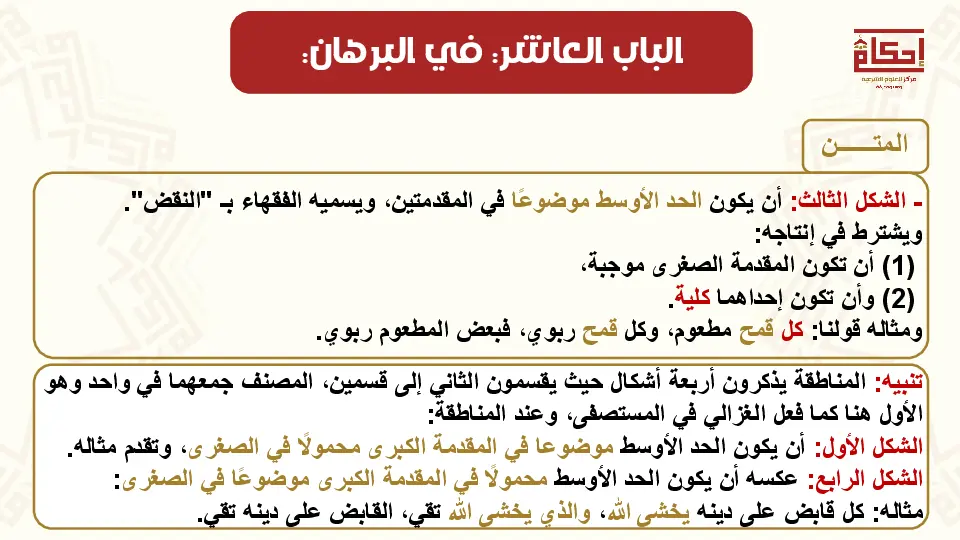 الباب العاشر: في البرهان:
إحكام
مركز للعلوم الشرعية
المتـــــن
- الشكل الثالث: أن يكون الحد الأوسط موضوعًا في المقدمتين، ويسميه الفقهاء بـ "النقض".
ويشترط في إنتاجه:
(1) أن تكون المقدمة الصغرى موجبة،
(2) وأن تكون إحداهما كلية.
ومثاله قولنا: كل قمح مطعوم، وكل قمح ربوي، فبعض المطعوم ربوي.
تنبيه: المناطقة يذكرون أربعة أشكال حيث يقسمون الثاني إلى قسمين، المصنف جمعهما في واحد وهو
الأول هنا كما فعل الغزالي في المستصفى، وعند المناطقة:
الشكل الأول: أن يكون الحد الأوسط موضوعا في المقدمة الكبرى محمولًا في الصغرى، وتقدم مثاله.
الشكل الرابع: عكسه أن يكون الحد الأوسط محمولًا في المقدمة الكبرى موضوعًا في الصغرى:
مثاله: كل قابض على دينه يخشى الله، والذي يخشى الله تقي، القابض على دينه تقي.